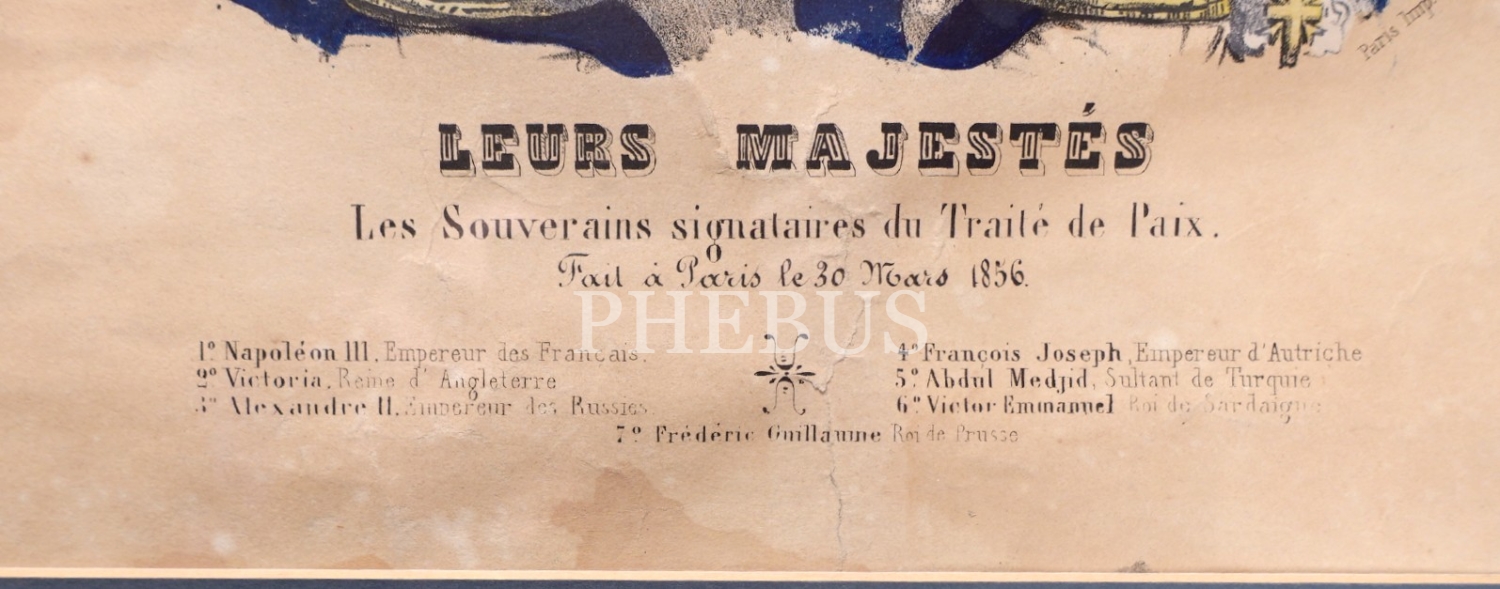 Paris Imp.
LEURS MAJESTÉS
Les Souverains signataires du Traité de Paix.
Fait à Paris le 30 Mars 1856.
PHEBUS
1º Napoléon III, Empereur des Français.
2º Victoria, Reine d'Angleterre
3º Alexandre II, Empereur des Russies.
4º François Joseph, Empereur d'Autriche
5º Abdul Medjid, Sultant de Turquie
6º Victor Emmanuel Roi de Sardaigne
7º Frédéric Guillaume Roi de Prusse